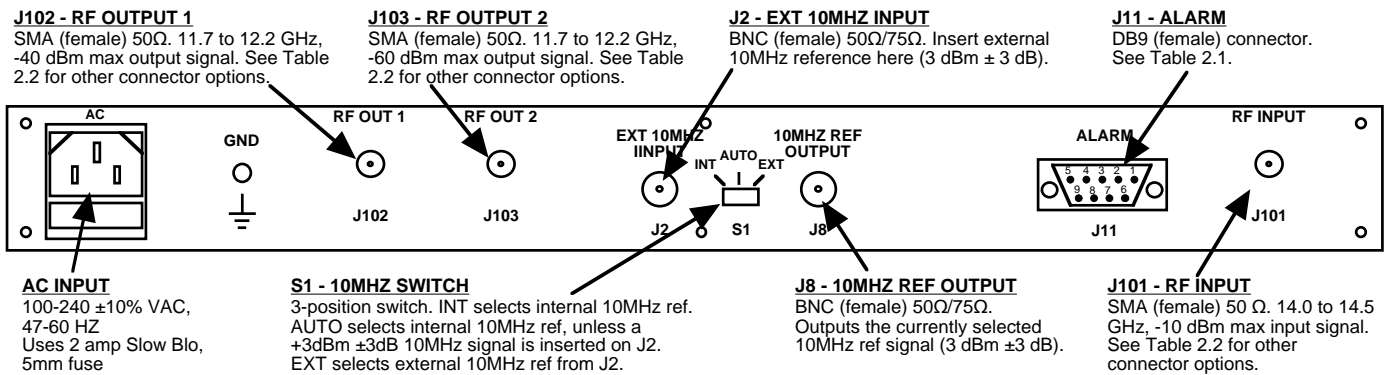 J102 - RF OUTPUT 1
SMA (female) 50Ω. 11.7 to 12.2 GHz,
-40 dBm max output signal. See Table
2.2 for other connector options.
J103 - RF OUTPUT 2
SMA (female) 50Ω. 11.7 to 12.2 GHz,
-60 dBm max output signal. See Table
2.2 for other connector options.
J2 - EXT 10MHZ INPUT
BNC (female) 50Ω/75Ω. Insert external
10MHz reference here (3 dBm ± 3 dB).
J11 - ALARM
DB9 (female) connector.
See Table 2.1.
AC
GND
RF OUT 1
J102
RF OUT 2
J103
EXT 10MHZ
IINPUT
J2
INT
AUTO
EXT
S1
10MHZ REF
OUTPUT
J8
ALARM
5 4 3 2 1
9 8 7 6
J11
RF INPUT
J101
AC INPUT
100-240 ±10% VAC,
47-60 HZ
Uses 2 amp Slow Blo,
5mm fuse
S1 - 10MHZ SWITCH
3-position switch. INT selects internal 10MHz ref.
AUTO selects internal 10MHz ref, unless a
+3dBm ±3dB 10MHz signal is inserted on J2.
EXT selects external 10MHz ref from J2.
J8 - 10MHZ REF OUTPUT
BNC (female) 50Ω/75Ω.
Outputs the currently selected
10MHz ref signal (3 dBm ±3 dB).
J101 - RF INPUT
SMA (female) 50 Ω. 14.0 to 14.5
GHz, -10 dBm max input signal.
See Table 2.2 for other
connector options.